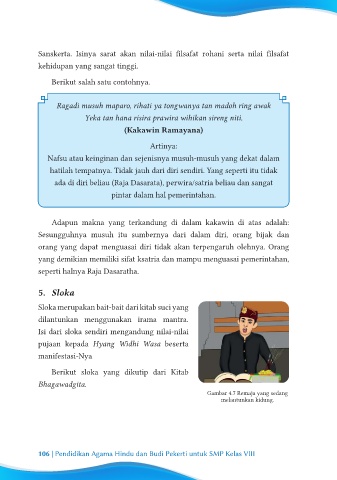 Sanskerta. Isinya sarat akan nilai-nilai filsafat rohani serta nilai filsafat
kehidupan yang sangat tinggi.
Berikut salah satu contohnya.
Ragadi musuh maparo, rihati ya tongwanya tan madoh ring awak
Yeka tan hana risira prawira wihikan sireng niti.
(Kakawin Ramayana)
Artinya:
Nafsu atau keinginan dan sejenisnya musuh-musuh yang dekat dalam
hatilah tempatnya. Tidak jauh dari diri sendiri. Yang seperti itu tidak
ada di diri beliau (Raja Dasarata), perwira/satria beliau dan sangat
pintar dalam hal pemerintahan.
Adapun makna yang terkandung di dalam kakawin di atas adalah:
Sesungguhnya musuh itu sumbernya dari dalam diri, orang bijak dan
orang yang dapat menguasai diri tidak akan terpengaruh olehnya. Orang
yang demikian memiliki sifat ksatria dan mampu menguasai pemerintahan,
seperti halnya Raja Dasaratha.
5. Sloka
Sloka merupakan bait-bait dari kitab suci yang
dilantunkan menggunakan irama mantra.
Isi dari sloka sendiri mengandung nilai-nilai
pujaan kepada Hyang Widhi Wasa beserta
manifestasi-Nya
Berikut sloka yang dikutip dari Kitab
Bhagawadgita.
Gambar 4.7 Remaja yang sedang
melantunkan kidung
106 | Pendidikan Agama Hindu dan Budi Pekerti untuk SMP Kelas VIII